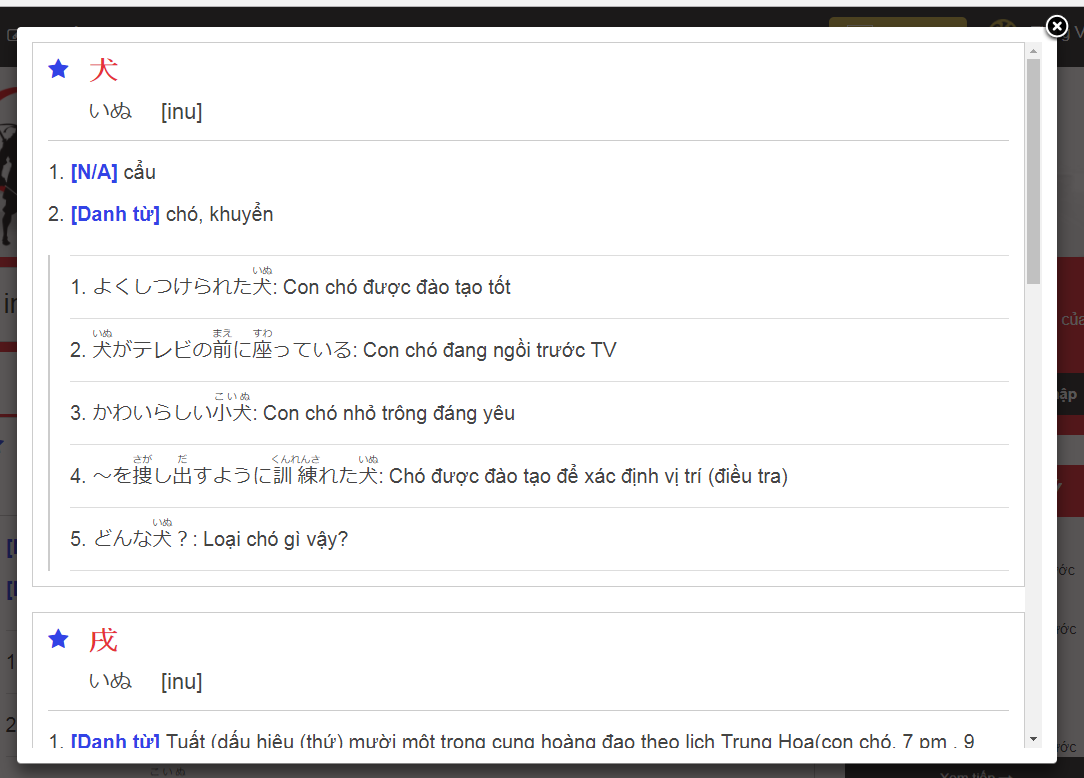 犬
いぬ [inu]
1. [N/A] cẩu
2. [Danh từ] chó, khuyển
いぬ
1. よくしつけられた犬: Con chó được đào tạo tốt
いぬ まえ すわ
2. 犬がテレビの前に座っている: Con chó đang ngồi trước TV
こいぬ
3. かわいらしい小犬: Con chó nhỏ trông đáng yêu
さが だ くんれんさ いぬ
4. ～を捜し出すように訓練れた犬: Chó được đào tạo để xác định vị trí (điều tra)
いぬ
5. どんな犬？: Loại chó gì vậy?
戌
いぬ [inu]
1. [Danh từ] Tuất (dấu hiệu (thứ) mười một trong cung hoàng đạo theo lịch Trung Hoa(con chó, 7 pm . 9
こいぬ